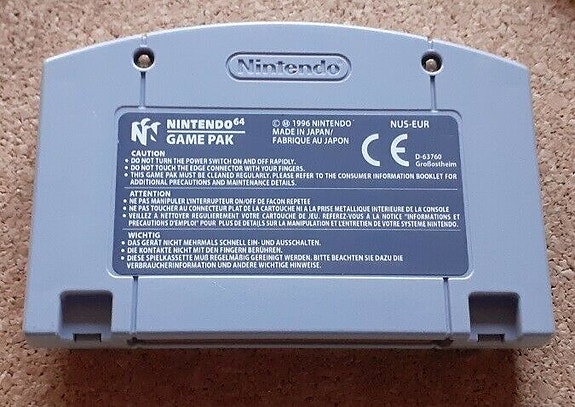 Nintendo
NINTENDO64
GAME PAK
© Ⓜ 1996 NINTENDO
MADE IN JAPAN/
FABRIQUE AU JAPON
NUS-EUR
CE
D-63760
Großostheim
CAUTION
• DO NOT TURN THE POWER SWITCH ON AND OFF RAPIDLY.
• DO NOT TOUCH THE EDGE CONNECTOR WITH YOUR FINGERS.
• THIS GAME PAK MUST BE CLEANED REGULARLY. PLEASE REFER TO THE CONSUMER INFORMATION BOOKLET FOR
ADDITIONAL PRECAUTIONS AND MAINTENANCE DETAILS.
ATTENTION
• NE PAS MANIPULER L'INTERRUPTEUR ON/OFF DE FACON REPETEE
• NE PAS TOUCHER AU CONNECTEUR PLAT DE LA CARTOUCHE NI A LA PRISE METALLIQUE INTERIEURE DE LA CONSOLE
• VEILLEZ A NETTOYER REGULIEREMENT VOTRE CARTOUCHE DE JEU. REFEREZ-VOUS A LA NOTICE "INFORMATIONS ET
PRECAUTIONS D'EMPLOI" POUR PLUS DE DETAILS SUR LA MANIPULATION ET L'ENTRETIEN DE VOTRE SYSTEME NINTENDO.
WICHTIG
• DAS GERÄT NICHT MEHRMALS SCHNELL EIN- UND AUSSCHALTEN.
• DIE KONTAKTE NICHT MIT DEN FINGERN BERÜHREN.
• DIESE SPIELKASSETTE MUß REGELMÄßIG GEREINIGT WERDEN. BITTE BEACHTEN SIE DAZU DIE
VERBRAUCHERINFORMATION UND ANDERE WICHTIGE HINWEISE.